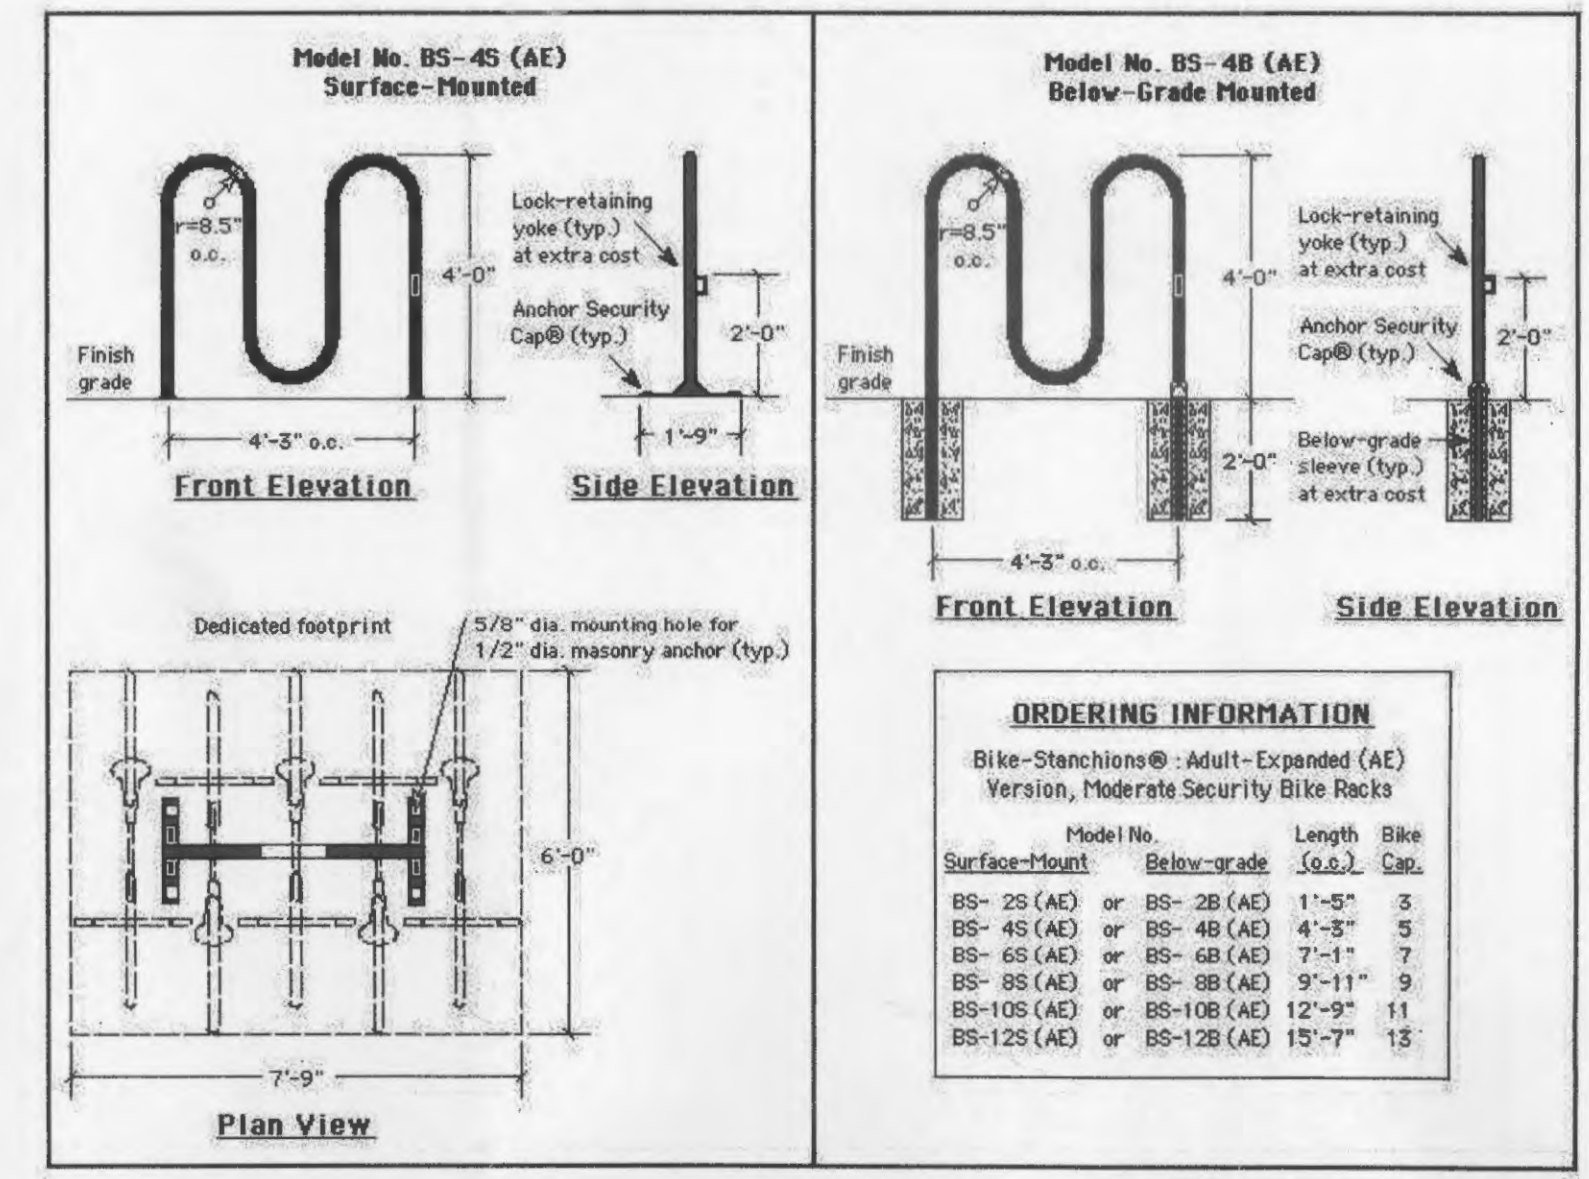 Model No. BS-4S (AE)
Surface-Mounted
r=8.5"
o.c.
4'-0"
Lock-retaining
yoke (typ.)
at extra cost
Anchor Security
Cap® (typ.)
2'-0"
Finish
grade
4'-3" o.c.
1'-9"
Front Elevation
Side Elevation
Dedicated footprint
5/8" dia. mounting hole for
1/2" dia. masonry anchor (typ.)
6'-0"
7'-9"
Plan View
Model No. BS-4B (AE)
Below-Grade Mounted
r=8.5"
o.c.
4'-0"
Lock-retaining
yoke (typ.)
at extra cost
Anchor Security
Cap® (typ.)
2'-0"
Finish
grade
2'-0"
Below-grade
sleeve (typ.)
at extra cost
4'-3" o.c.
Front Elevation
Side Elevation
ORDERING INFORMATION
Bike-Stanchions® : Adult-Expanded (AE)
Version, Moderate Security Bike Racks
Model No. Length Bike
Surface-Mount Below-grade (o.c.) Cap.
BS- 2S (AE) or BS- 2B (AE) 1'-5" 3
BS- 4S (AE) or BS- 4B (AE) 4'-3" 5
BS- 6S (AE) or BS- 6B (AE) 7'-1" 7
BS- 8S (AE) or BS- 8B (AE) 9'-11" 9
BS-10S (AE) or BS-10B (AE) 12'-9" 11
BS-12S (AE) or BS-12B (AE) 15'-7" 13